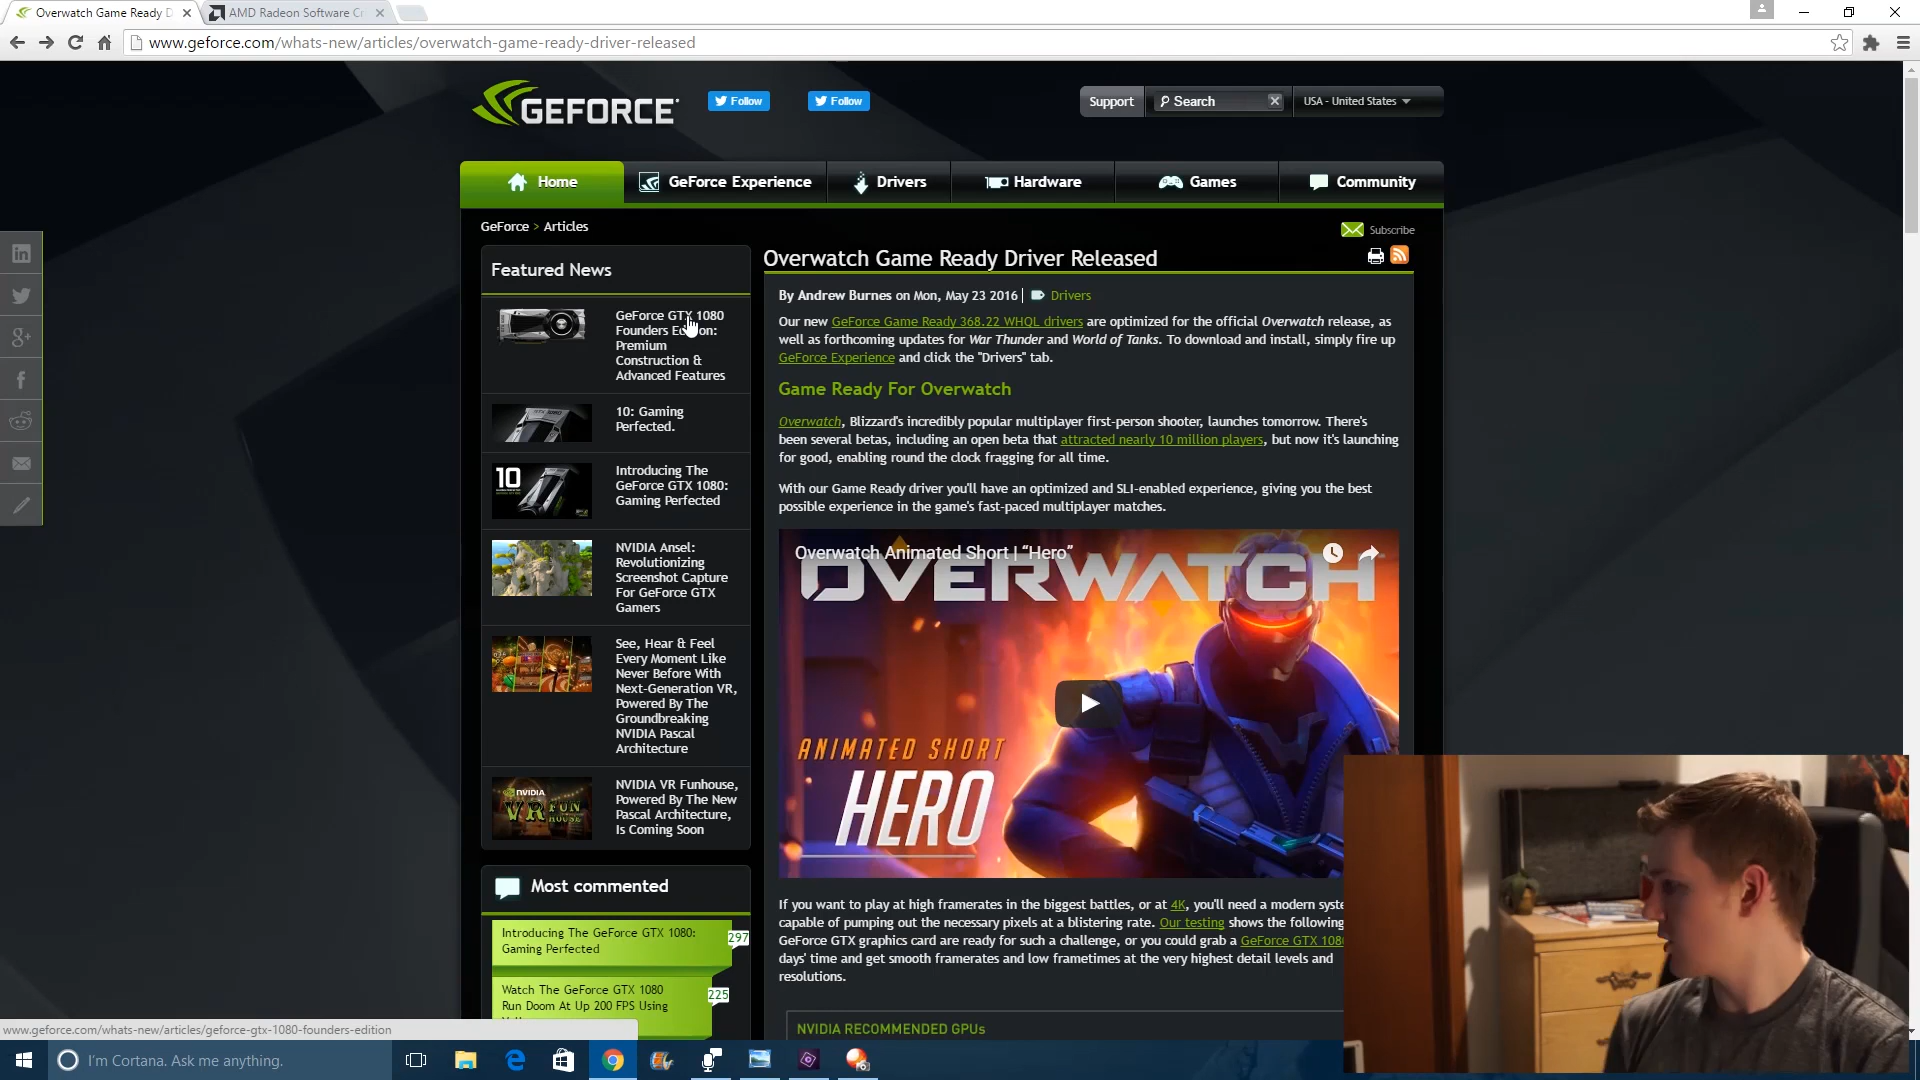 Overwatch Game Ready D
AMD Radeon Software Cr
www.geforce.com/whats-new/articles/overwatch-game-ready-driver-released
GEFORCE
Follow
Follow
Support
Search
USA - United States
Home
GeForce Experience
Drivers
Hardware
Games
Community
GeForce > Articles
Subscribe
Featured News
GeForce GTX 1080
Founders Edition:
Premium
Construction &
Advanced Features
10: Gaming
Perfected.
10
Introducing The
GeForce GTX 1080:
Gaming Perfected
NVIDIA Ansel:
Revolutionizing
Screenshot Capture
For GeForce GTX
Gamers
See, Hear & Feel
Every Moment Like
Never Before With
Next-Generation VR,
Powered By The
Groundbreaking
NVIDIA Pascal
Architecture
NVIDIA
VR FUN
HOUSE
NVIDIA VR Funhouse,
Powered By The New
Pascal Architecture,
Is Coming Soon
Most commented
Introducing The GeForce GTX 1080:
Gaming Perfected
297
Watch The GeForce GTX 1080
Run Doom At Up 200 FPS Using
225
Overwatch Game Ready Driver Released
By Andrew Burnes on Mon, May 23 2016 | Drivers
Our new GeForce Game Ready 368.22 WHQL drivers are optimized for the official Overwatch release, as
well as forthcoming updates for War Thunder and World of Tanks. To download and install, simply fire up
GeForce Experience and click the "Drivers" tab.
Game Ready For Overwatch
Overwatch, Blizzard's incredibly popular multiplayer first-person shooter, launches tomorrow. There's
been several betas, including an open beta that attracted nearly 10 million players, but now it's launching
for good, enabling round the clock fragging for all time.
With our Game Ready driver you'll have an optimized and SLI-enabled experience, giving you the best
possible experience in the game's fast-paced multiplayer matches.
Overwatch Animated Short | “Hero”
OVERWATCH
ANIMATED SHORT
HERO
If you want to play at high framerates in the biggest battles, or at 4K, you'll need a modern syste
capable of pumping out the necessary pixels at a blistering rate. Our testing shows the following
GeForce GTX graphics card are ready for such a challenge, or you could grab a GeForce GTX 108
days' time and get smooth framerates and low frametimes at the very highest detail levels and
resolutions.
NVIDIA RECOMMENDED GPUs
www.geforce.com/whats-new/articles/geforce-gtx-1080-founders-edition
I'm Cortana. Ask me anything.